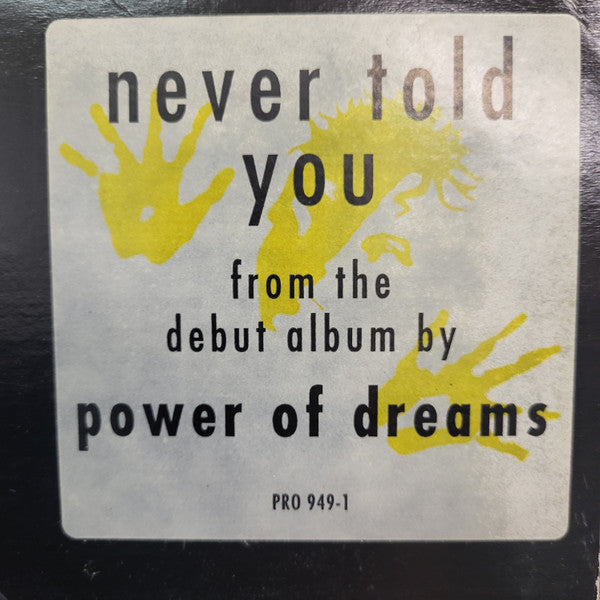 never told
you
from the
debut album by
power of dreams
PRO 949-1